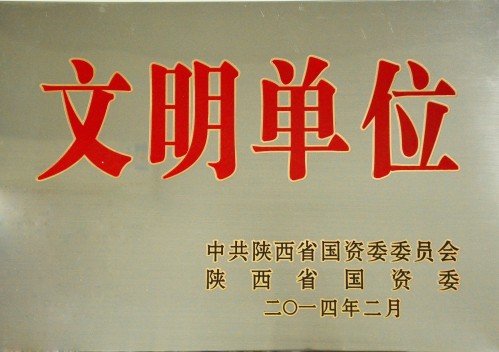 文明单位
中共陕西省国资委委员会
陕西省国资委
二〇一四年二月